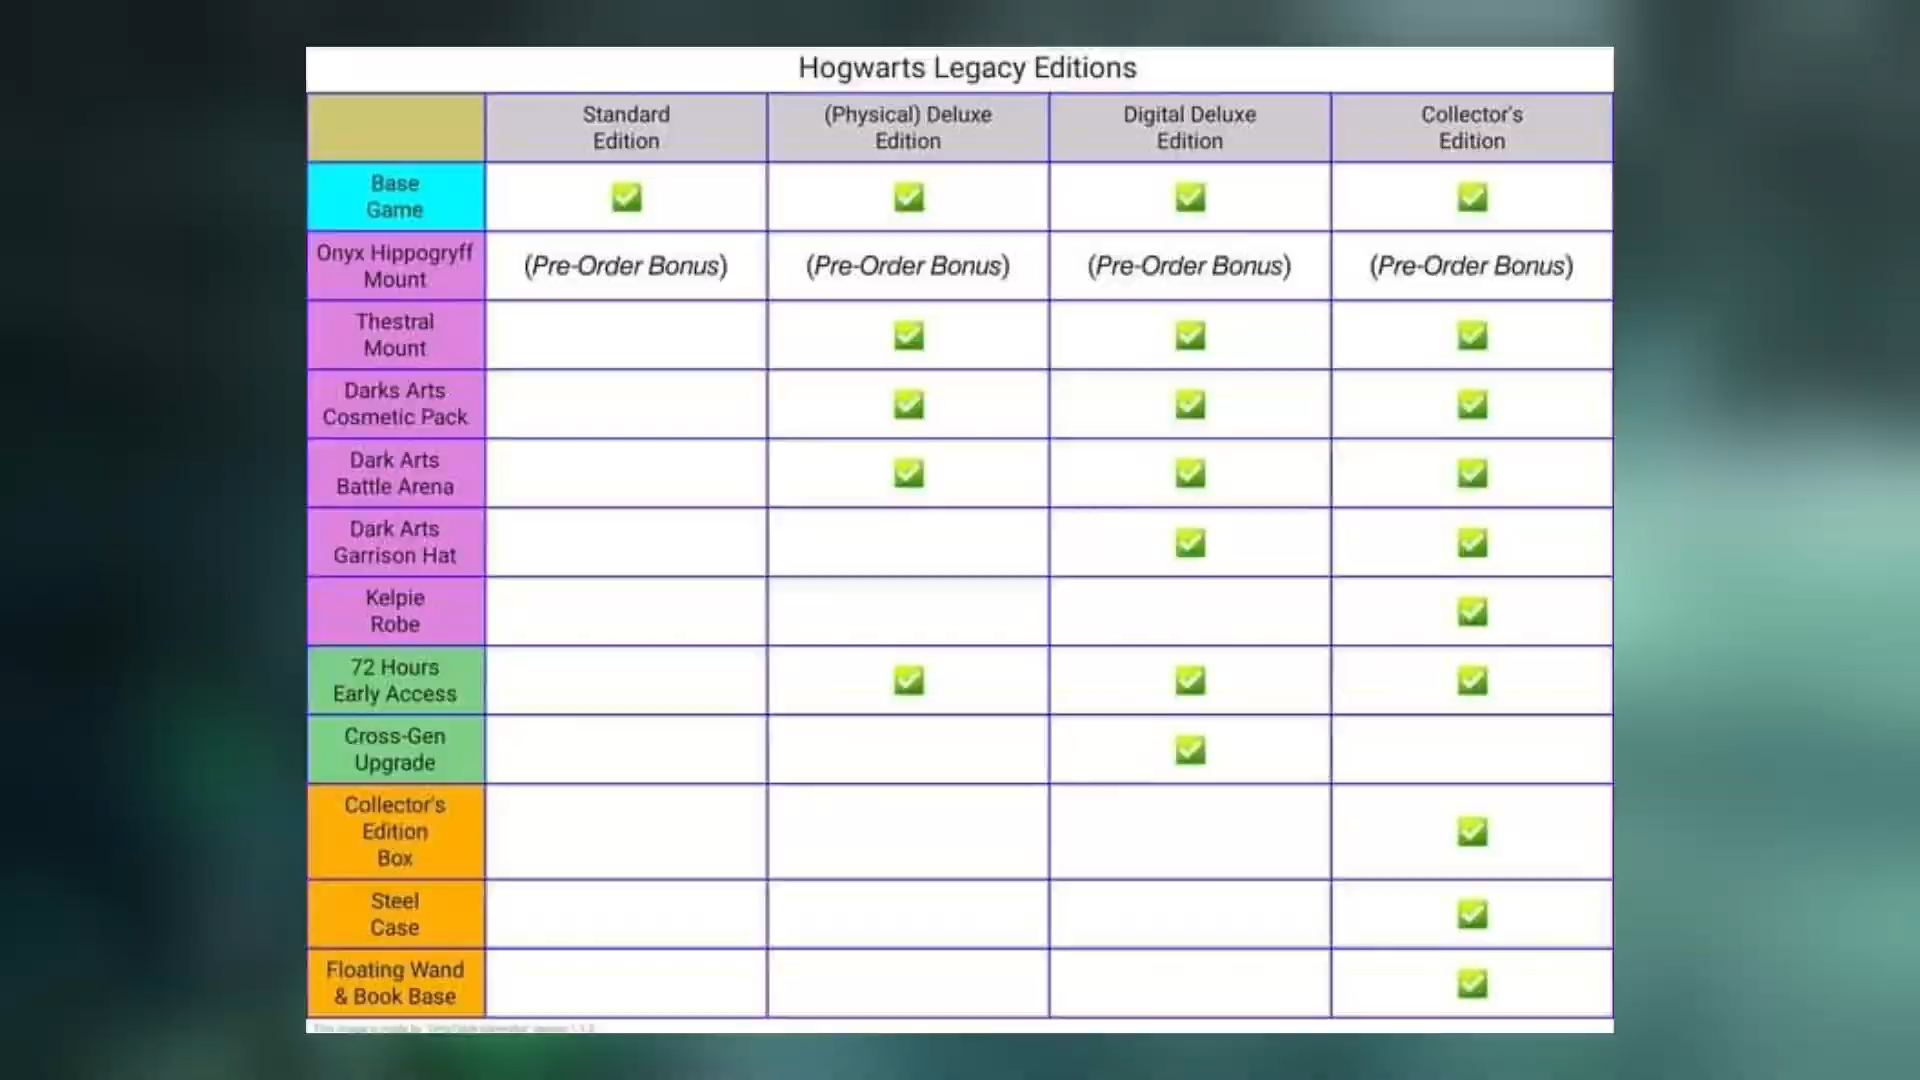 Hogwarts Legacy Editions
Standard
Edition
(Physical) Deluxe
Edition
Digital Deluxe
Edition
Collector's
Edition
Base
Game
Onyx Hippogryff
Mount
(Pre-Order Bonus)
(Pre-Order Bonus)
(Pre-Order Bonus)
(Pre-Order Bonus)
Thestral
Mount
Darks Arts
Cosmetic Pack
Dark Arts
Battle Arena
Dark Arts
Garrison Hat
Kelpie
Robe
72 Hours
Early Access
Cross-Gen
Upgrade
Collector's
Edition
Box
Steel
Case
Floating Wand
& Book Base